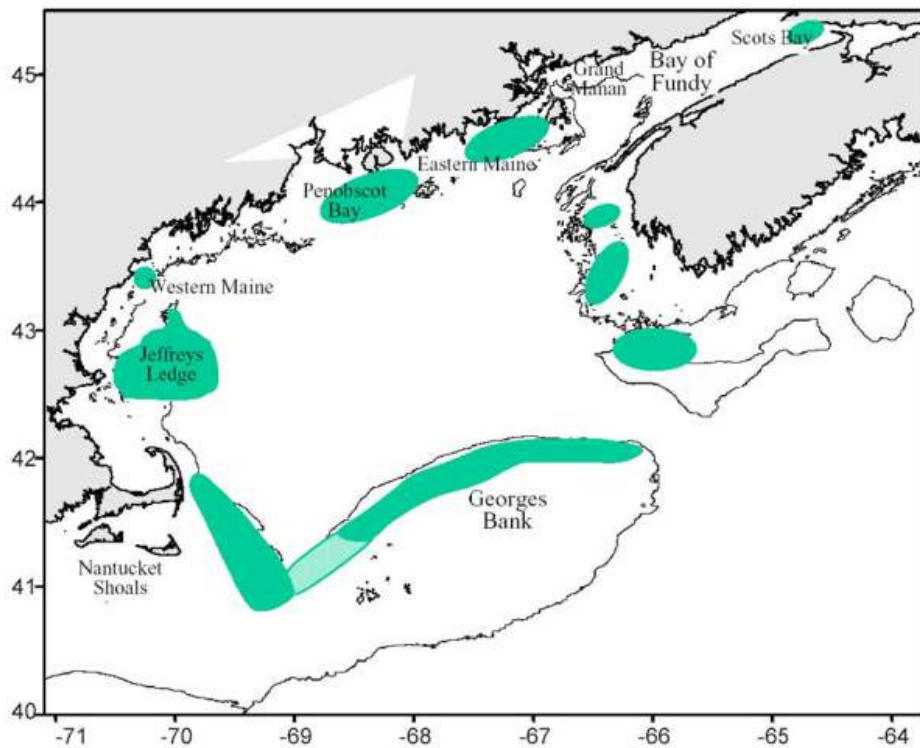 Scots Bay
Bay of
Fundy
Grand
Manan
45
Eastern Maine
Penobscot
Bay
44
Western Maine
43
Jeffreys
Ledge
42
Georges
Bank
Nantucket
Shoals
41
40
-71 -70 -69 -68 -67 -66 -65 -64